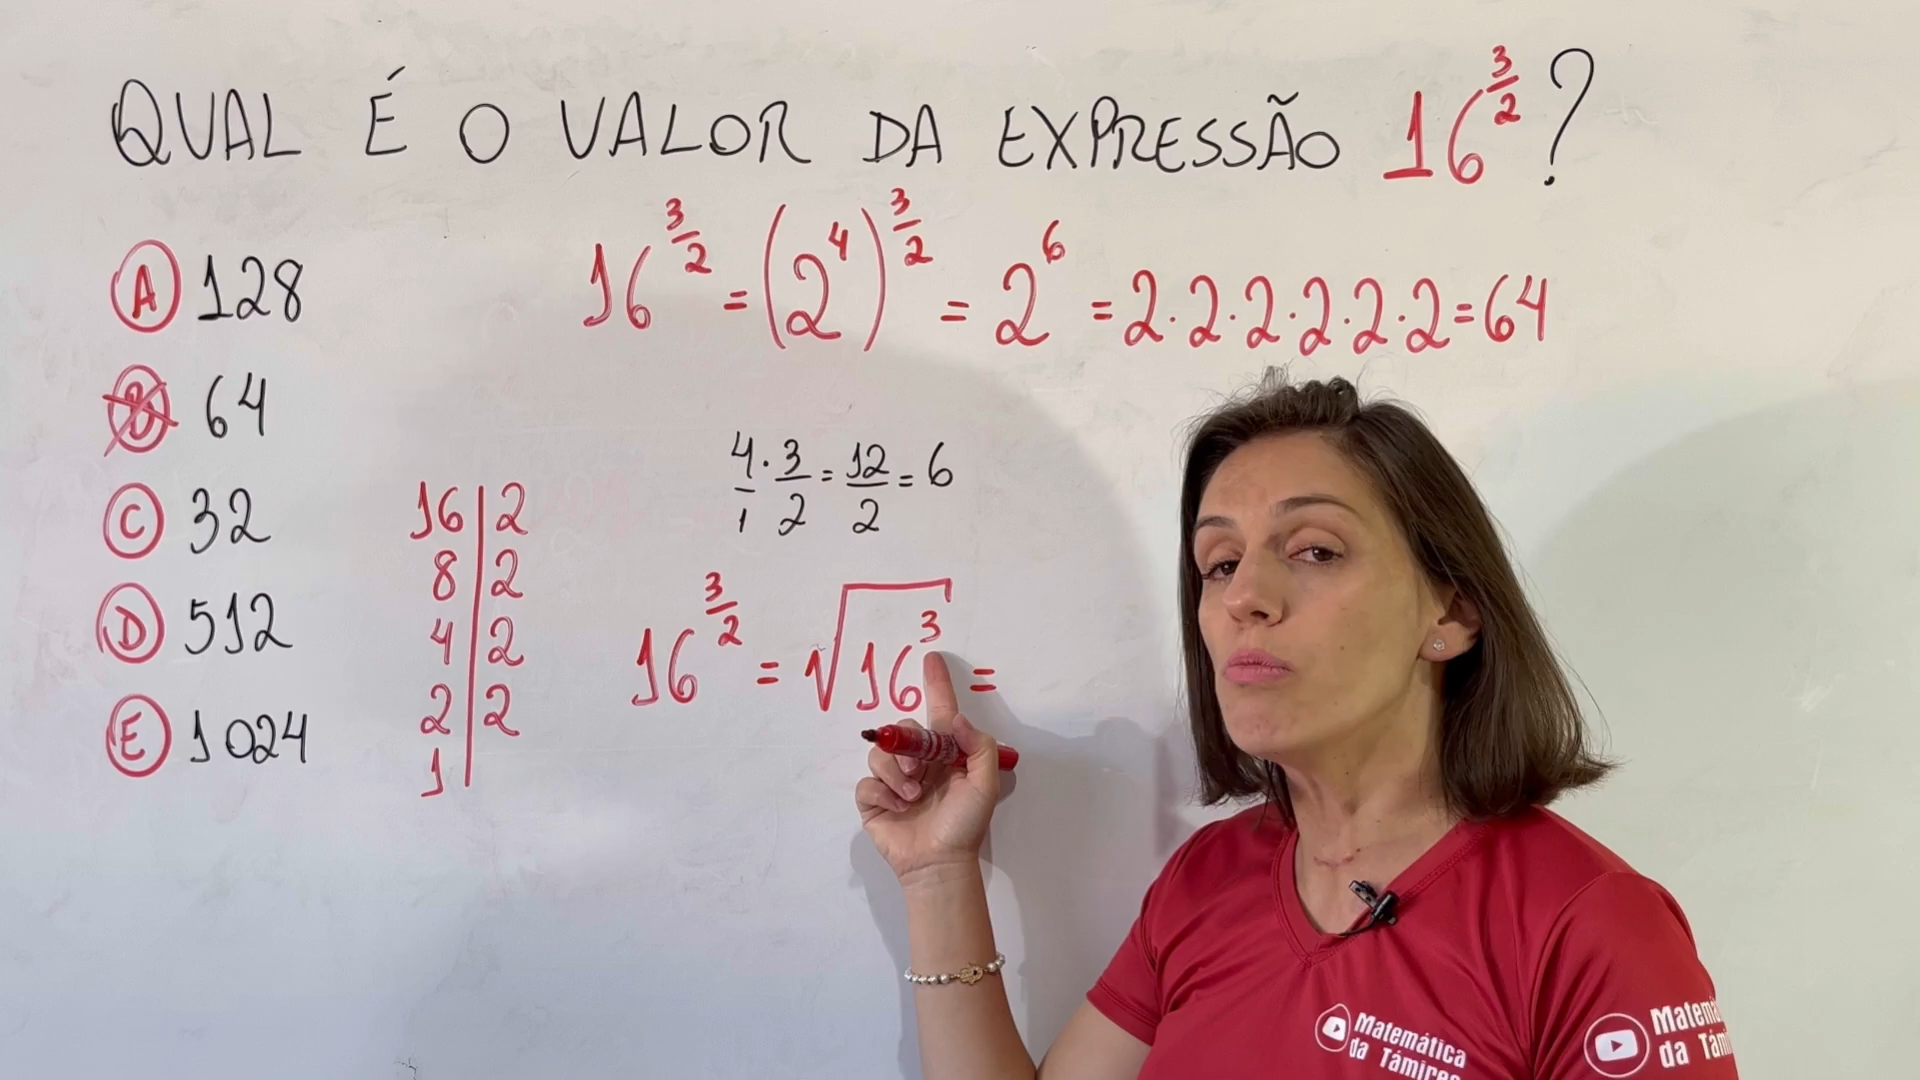 QUAL É O VALOR DA EXPRESSÃO 16^(3/2)?
16^(3/2) = (2^4)^(3/2) = 2^6 = 2·2·2·2·2·2 = 64
A 128
B 64
C 32
D 512
E 1024
16 | 2
8 | 2
4 | 2
2 | 2
1
4/1 · 3/2 = 12/2 = 6
16^(3/2) = √16^3 =
Matemática
da Támires